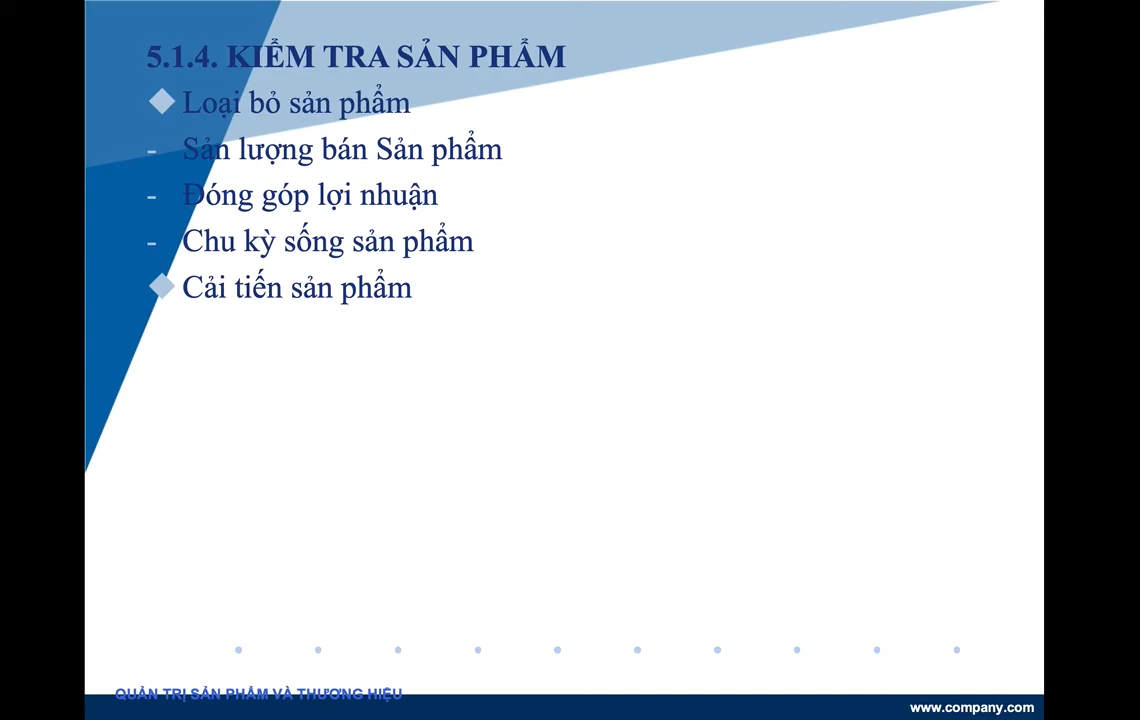 5.1.4. KIỂM TRA SẢN PHẨM
Loại bỏ sản phẩm
- Sản lượng bán Sản phẩm
- Đóng góp lợi nhuận
- Chu kỳ sống sản phẩm
Cải tiến sản phẩm
QUẢN TRỊ SẢN PHẨM VÀ THƯƠNG HIỆU
www.company.com